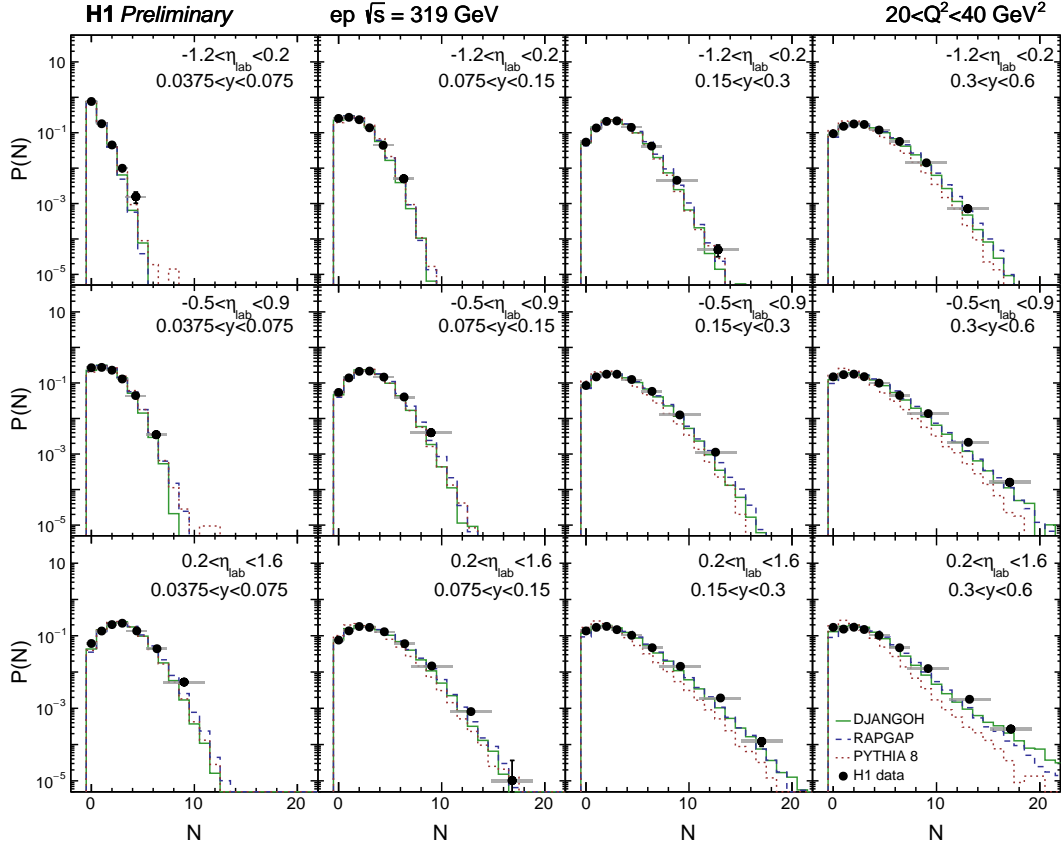 H1 Preliminary ep √s = 319 GeV 20<Q²<40 GeV²
-1.2<η_lab<0.2 -1.2<η_lab<0.2 -1.2<η_lab<0.2 -1.2<η_lab<0.2
0.0375<y<0.075 0.075<y<0.15 0.15<y<0.3 0.3<y<0.6
P(N)
10
10⁻¹
10⁻³
10⁻⁵
-0.5<η_lab<0.9 -0.5<η_lab<0.9 -0.5<η_lab<0.9 -0.5<η_lab<0.9
0.0375<y<0.075 0.075<y<0.15 0.15<y<0.3 0.3<y<0.6
P(N)
10
10⁻¹
10⁻³
10⁻⁵
0.2<η_lab<1.6 0.2<η_lab<1.6 0.2<η_lab<1.6 0.2<η_lab<1.6
0.0375<y<0.075 0.075<y<0.15 0.15<y<0.3 0.3<y<0.6
P(N)
10
10⁻¹
10⁻³
10⁻⁵
DJANGOH
RAPGAP
PYTHIA 8
H1 data
0 10 20 0 10 20 0 10 20 0 10 20
N N N N